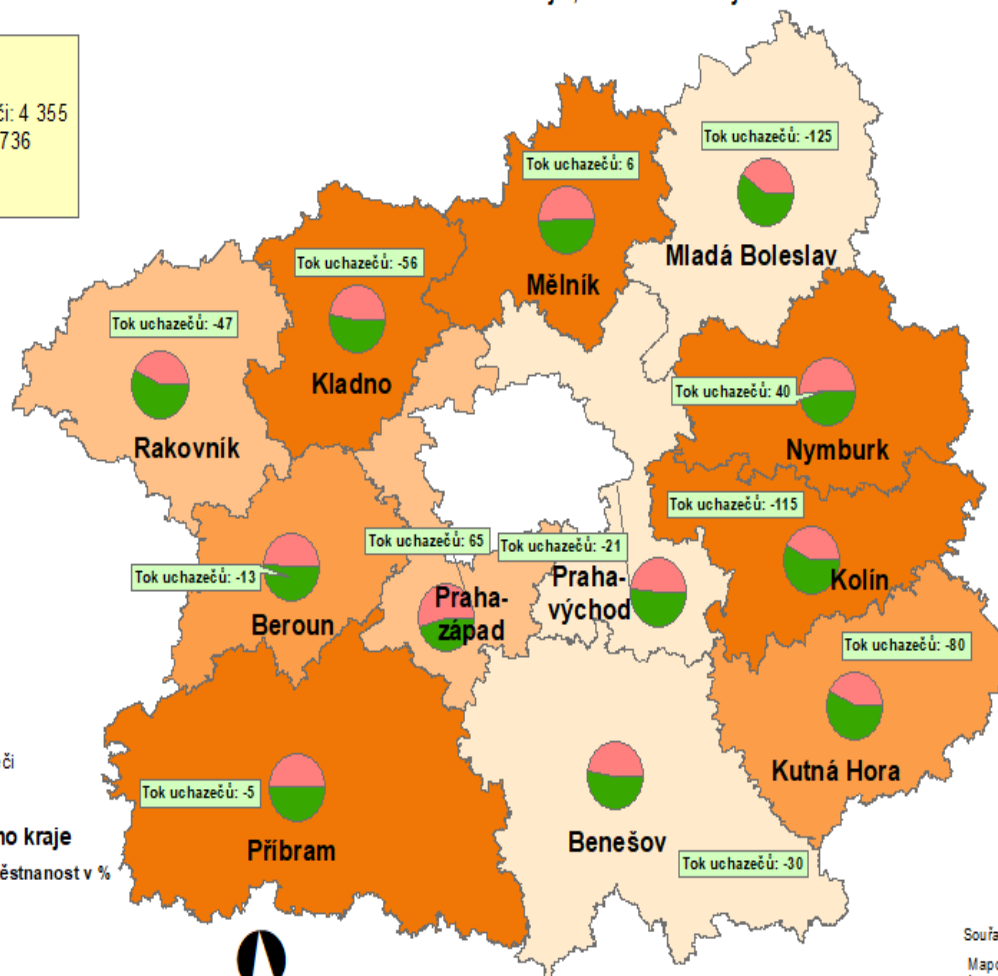 či: 4 355
736
Tok uchazečů: -125
Tok uchazečů: 6
Mladá Boleslav
Tok uchazečů: -56
Mělník
Tok uchazečů: -47
Kladno
Tok uchazečů: 40
Rakovník
Nymburk
Tok uchazečů: -115
Tok uchazečů: 65
Tok uchazečů: -21
Tok uchazečů: -13
Kolín
Praha-
východ
Praha-
západ
Beroun
Tok uchazečů: -80
Kutná Hora
či
Tok uchazečů: -5
Příbram
Benešov
Tok uchazečů: -30
ho kraje
ěstnanost v %
Souřa
Mapo